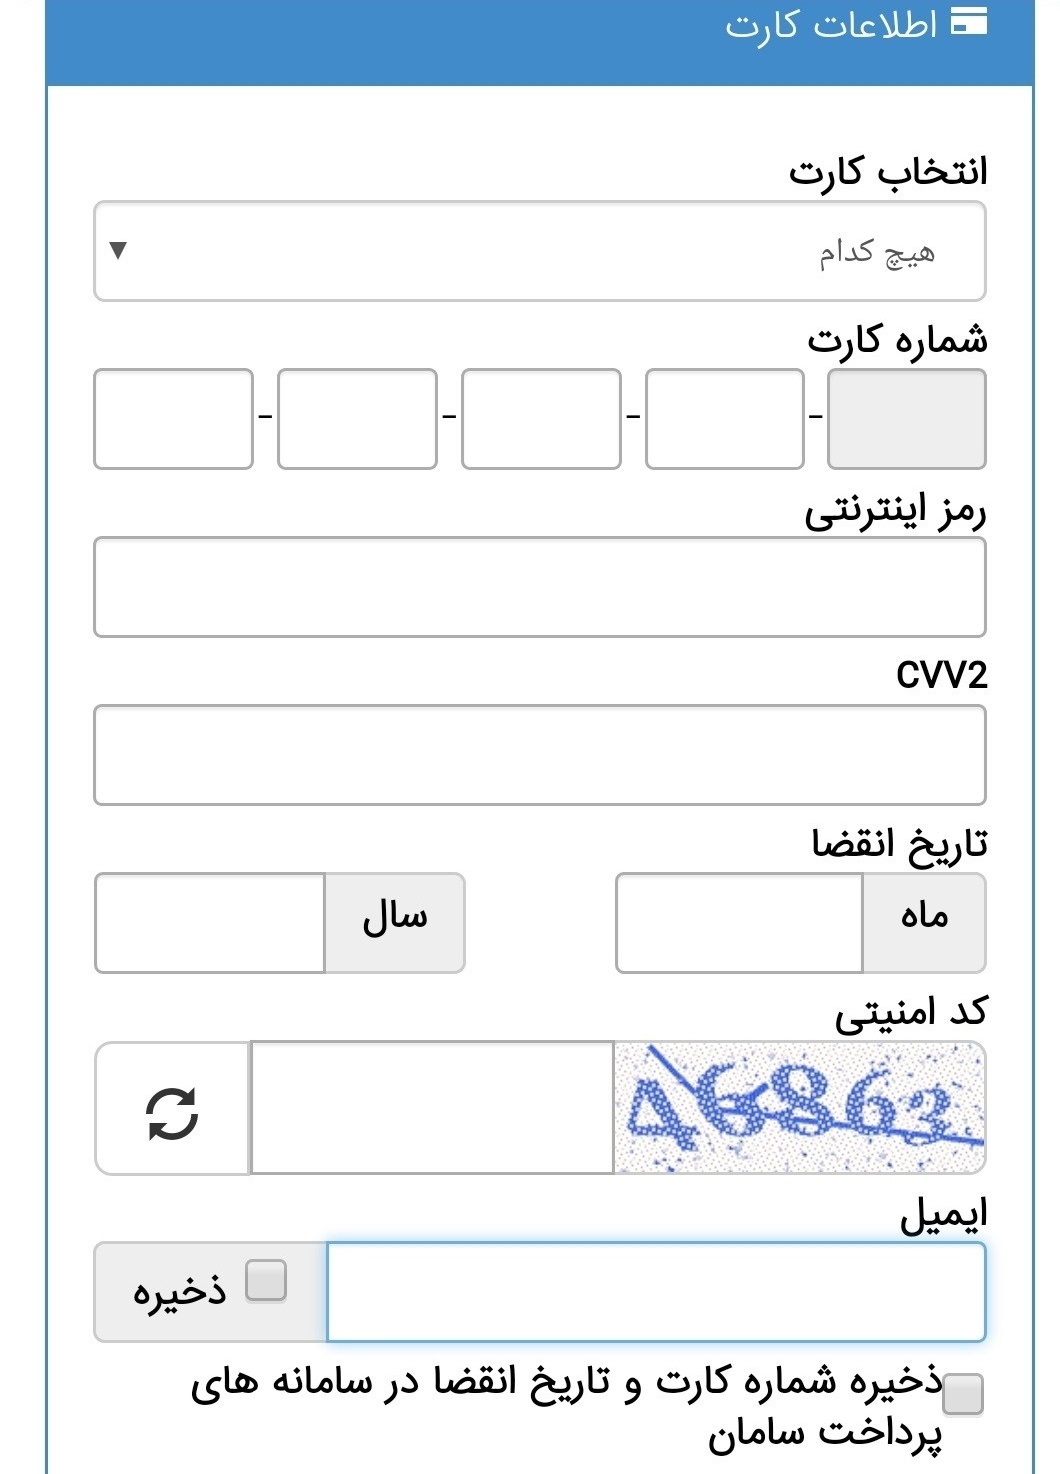 اطلاعات کارت
انتخاب کارت
هیچ کدام
شماره کارت
- - - -
رمز اینترنتی
CVV2
تاریخ انقضا
ماه سال
کد امنیتی
46863
ایمیل
ذخیره
ذخیره شماره کارت و تاریخ انقضا در سامانه های
پرداخت سامان